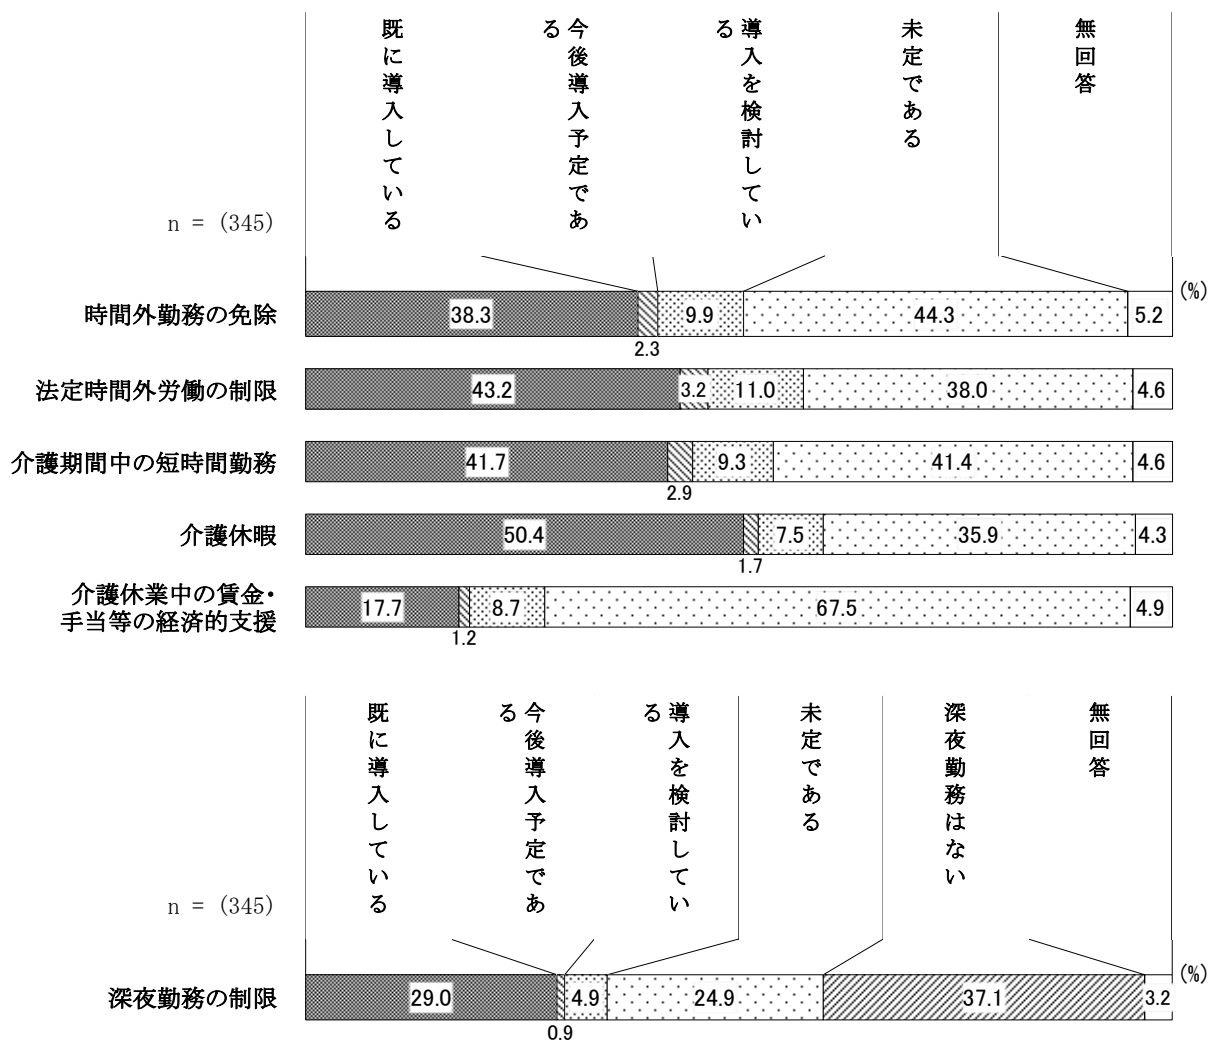 既に導入している
今後導入予定であ
る
導入を検討してい
る
未定である
無回答
n = (345)
(%)
時間外勤務の免除
38.3
2.3
9.9
44.3
5.2
法定時間外労働の制限
43.2
3.2
11.0
38.0
4.6
介護期間中の短時間勤務
41.7
2.9
9.3
41.4
4.6
介護休暇
50.4
1.7
7.5
35.9
4.3
介護休業中の賃金・
手当等の経済的支援
17.7
1.2
8.7
67.5
4.9
既に導入している
今後導入予定であ
る
導入を検討してい
る
未定である
深夜勤務はない
無回答
n = (345)
(%)
深夜勤務の制限
29.0
0.9
4.9
24.9
37.1
3.2